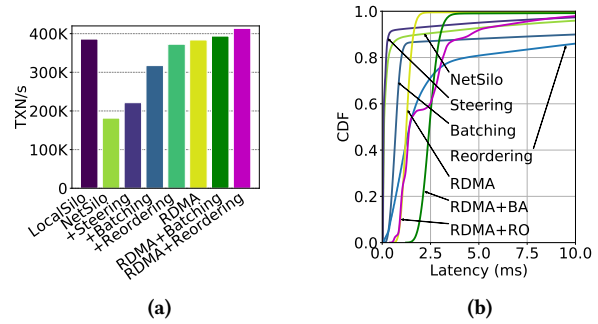 TXN/s
400K
300K
200K
100K
0
LocalSilo
NetSilo
+Steering
+Batching
+Reordering
RDMA
RDMA+Batching
RDMA+Reordering
(a)
CDF
1.0
0.8
0.6
0.4
0.2
0.0
NetSilo
Steering
Batching
Reordering
RDMA
RDMA+BA
RDMA+RO
0.0 2.5 5.0 7.5 10.0
Latency (ms)
(b)